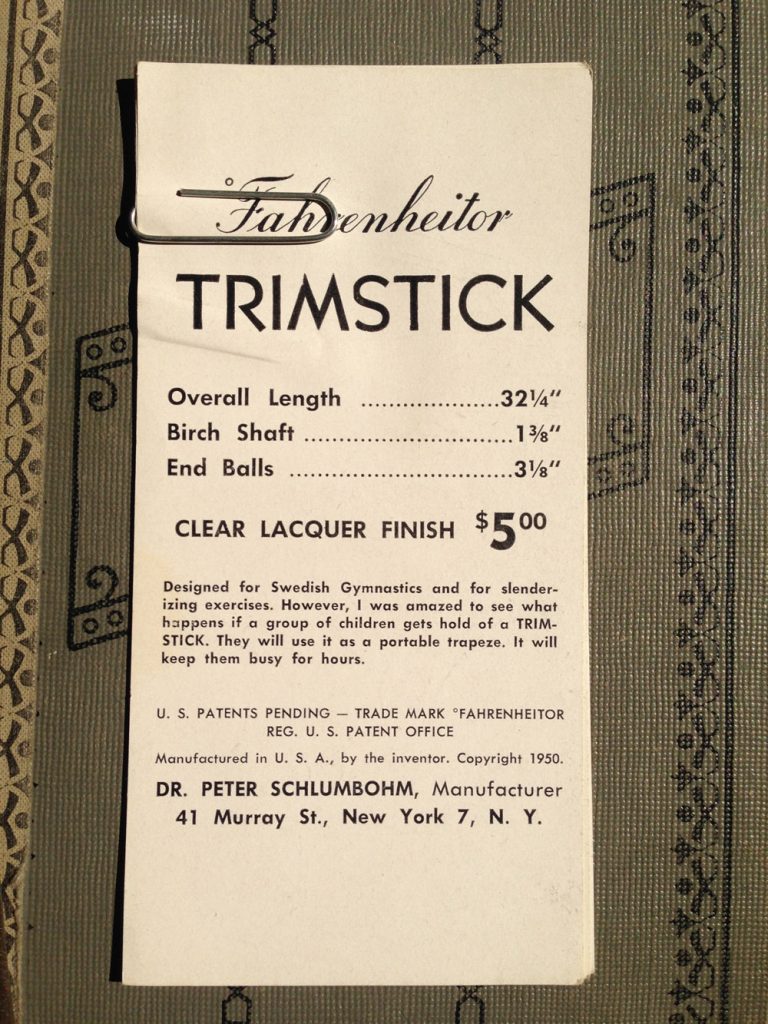 °Fahrenheitor
TRIMSTICK
Overall Length ....................32¼"
Birch Shaft ..............................1⅜"
End Balls ................................3⅛"
CLEAR LACQUER FINISH $5⁰⁰
Designed for Swedish Gymnastics and for slender-
izing exercises. However, I was amazed to see what
happens if a group of children gets hold of a TRIM-
STICK. They will use it as a portable trapeze. It will
keep them busy for hours.
U. S. PATENTS PENDING — TRADE MARK °FAHRENHEITOR
REG. U. S. PATENT OFFICE
Manufactured in U. S. A., by the inventor. Copyright 1950.
DR. PETER SCHLUMBOHM, Manufacturer
41 Murray St., New York 7, N. Y.